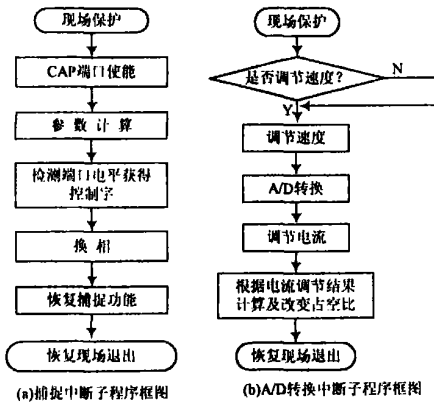 现场保护
CAP端口使能
参数计算
检测端口电平获得
控制字
换相
恢复捕捉功能
恢复现场退出
(a)捕捉中断子程序框图
现场保护
是否调节速度?
N
Y
调节速度
A/D转换
调节电流
根据电流调节结果
计算及改变占空比
恢复现场退出
(b)A/D转换中断子程序框图